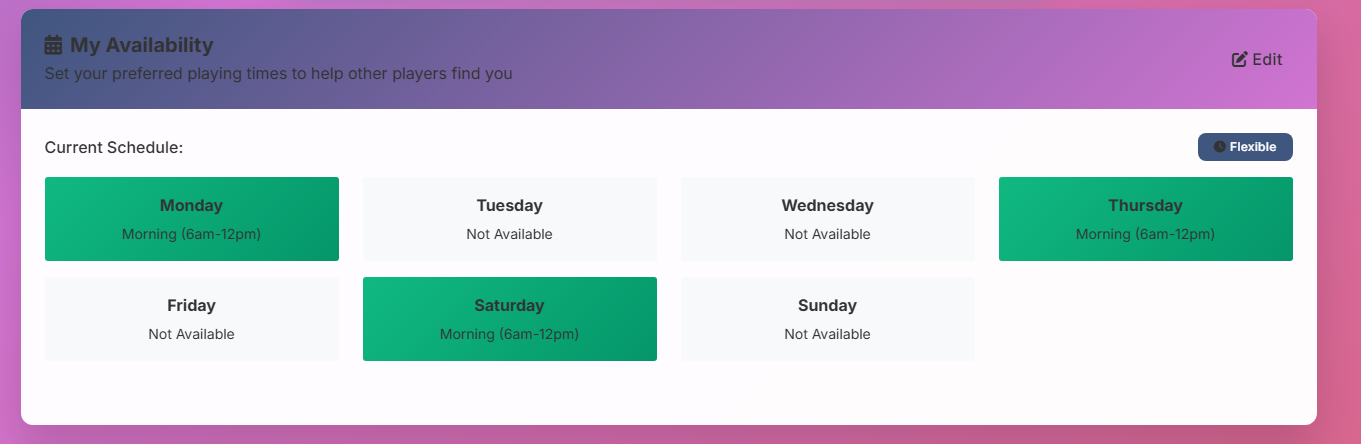 My Availability
Set your preferred playing times to help other players find you
Edit
Current Schedule:
Flexible
Monday
Morning (6am-12pm)
Tuesday
Not Available
Wednesday
Not Available
Thursday
Morning (6am-12pm)
Friday
Not Available
Saturday
Morning (6am-12pm)
Sunday
Not Available